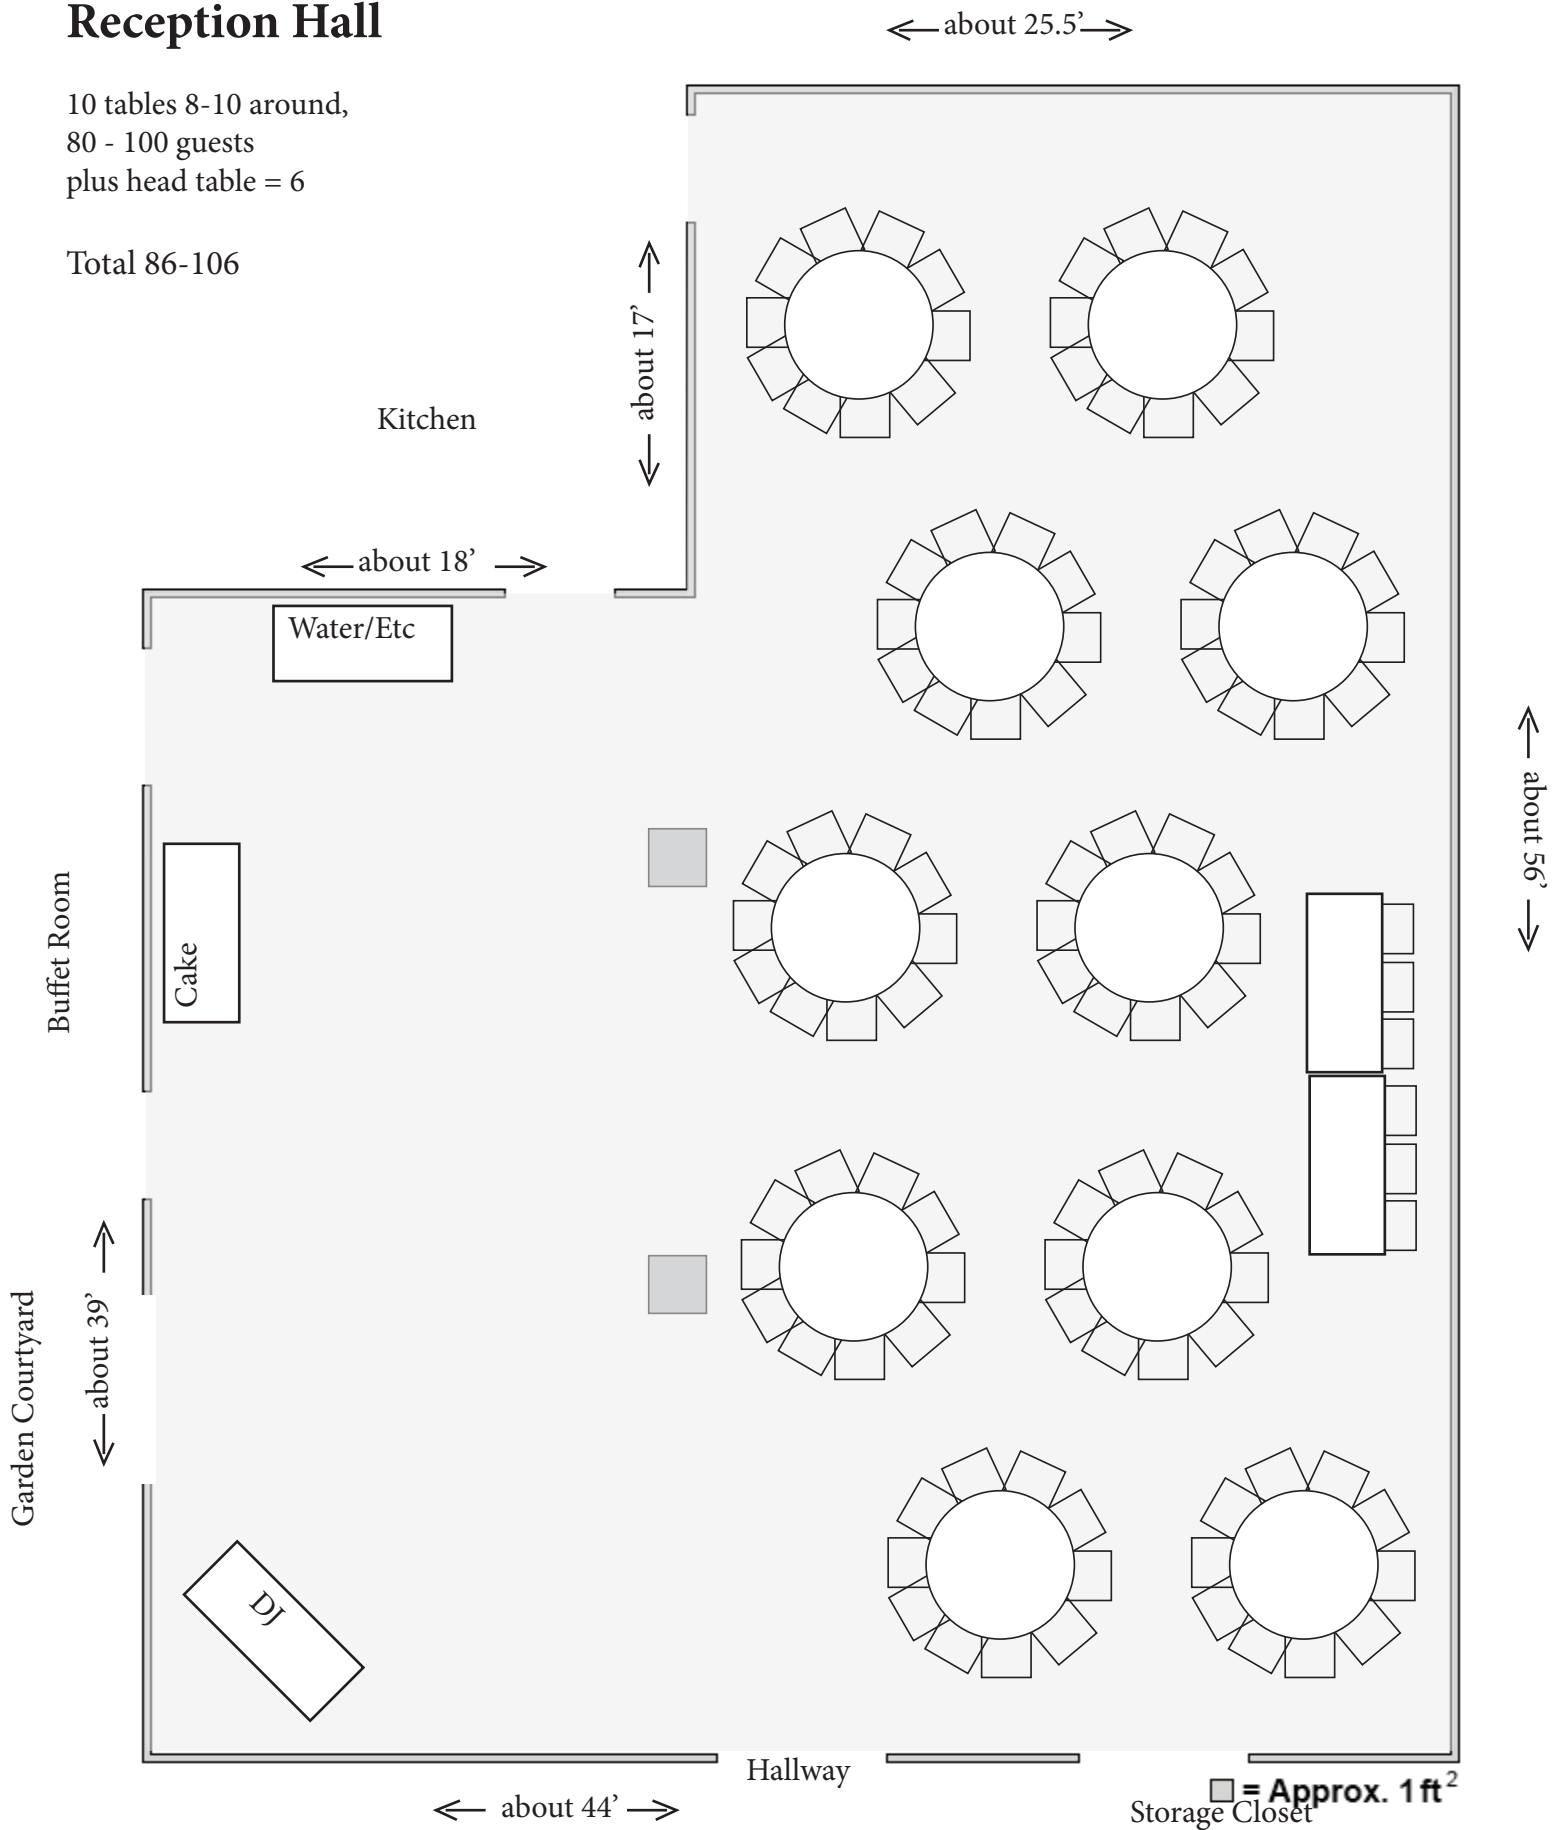 Reception Hall
about 25.5’
10 tables 8-10 around,
80 - 100 guests
plus head table = 6
Total 86-106
about 17’
Kitchen
about 18’
Water/Etc
about 56’
Buffet Room
Cake
Garden Courtyard
about 39’
DJ
Hallway
= Approx. 1 ft²
about 44’
Storage Closet